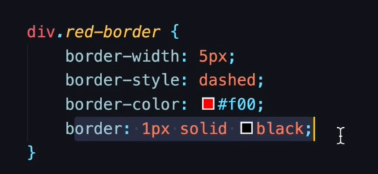 div.red-border {
    border-width: 5px;
    border-style: dashed;
    border-color: #f00;
    border: 1px solid black;
}